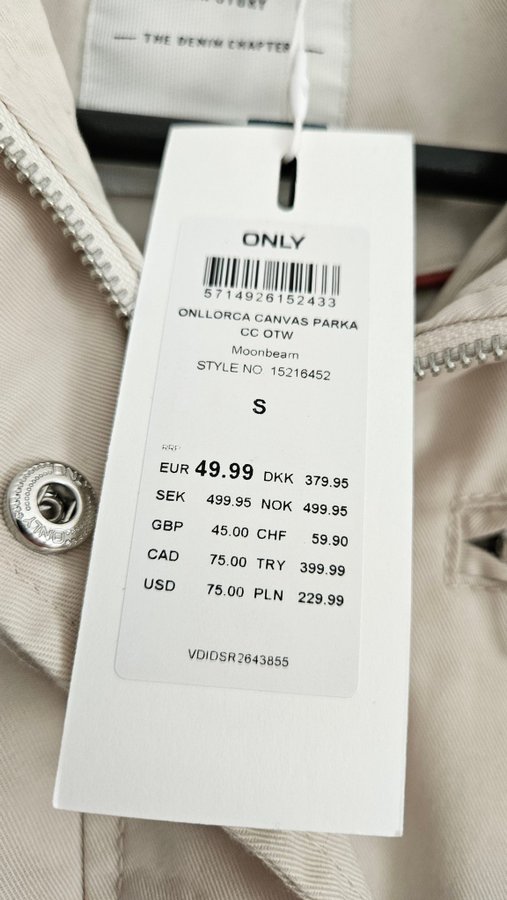 STORY
THE DENIM CHAPTER
ONLY
5714926152433
ONLLORCA CANVAS PARKA
CC OTW
Moonbeam
STYLE NO 15216452
S
RRP
EUR 49.99 DKK 379.95
SEK 499.95 NOK 499.95
GBP 45.00 CHF 59.90
CAD 75.00 TRY 399.99
USD 75.00 PLN 229.99
VDIDSR2643855
ONLY